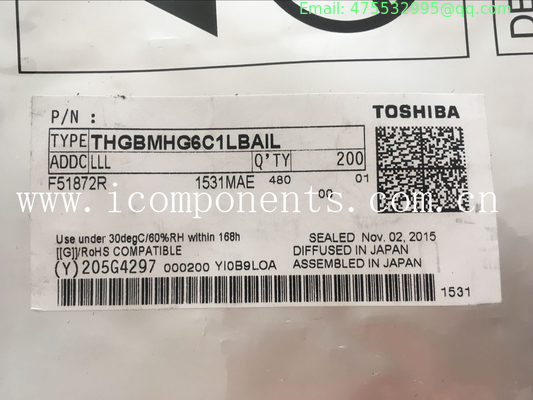 Email: 475532995@qq.com
P/N :
TOSHIBA
TYPE THGBMHG6C1LBAIL
ADDC LLL Q'TY 200
F51872R 1531MAE 480 01
00
www.icomponents.com.cn
Use under 30degC/60%RH within 168h
SEALED Nov. 02, 2015
[[G]]/RoHS COMPATIBLE
DIFFUSED IN JAPAN
(Y)205G4297 000200 YI0B9LOA
ASSEMBLED IN JAPAN
1531